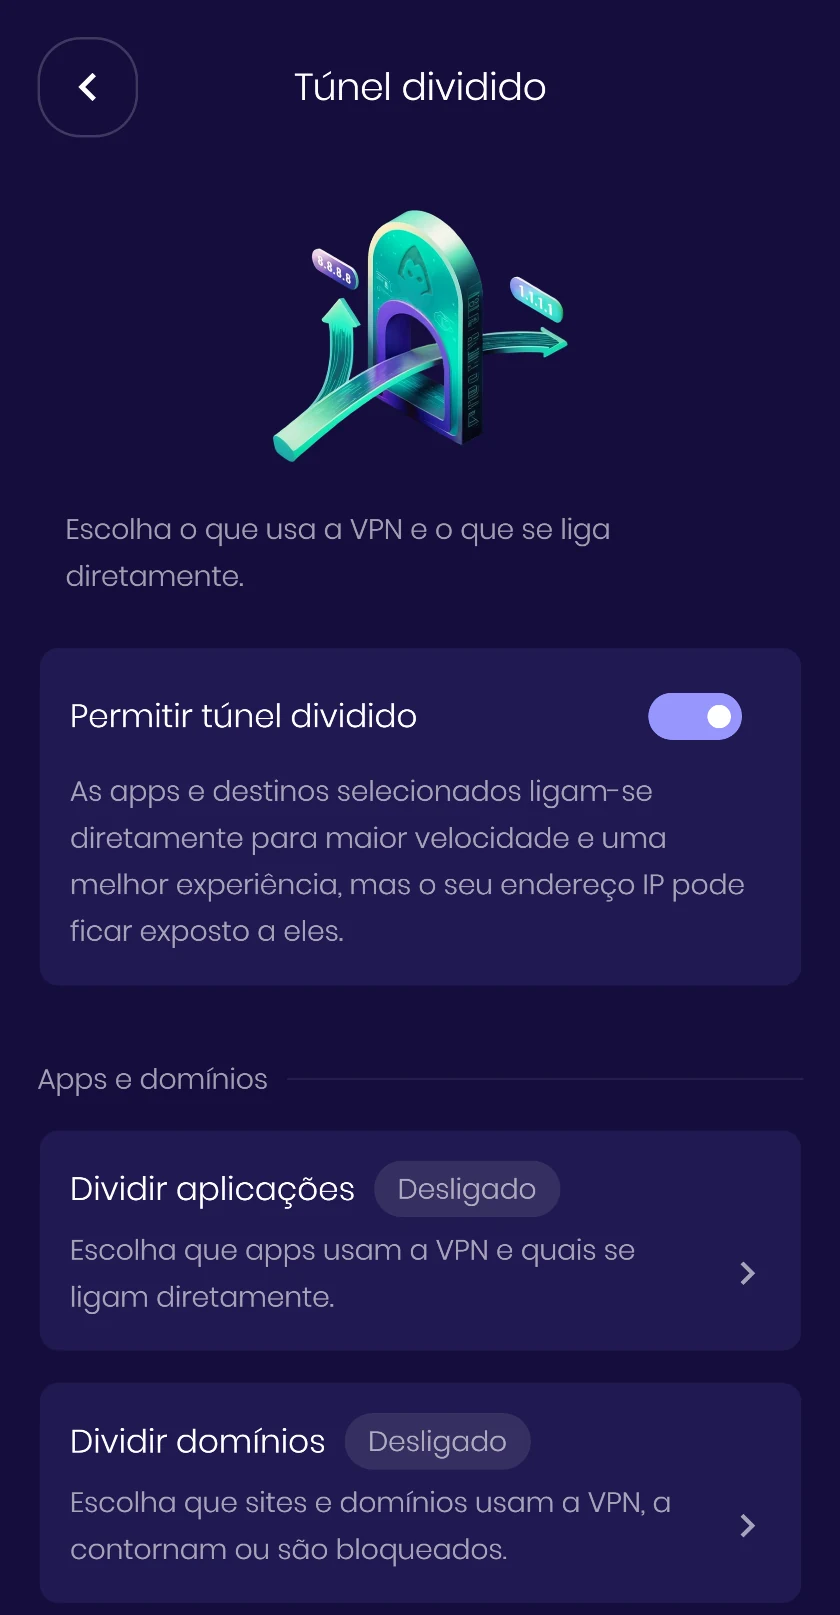 Túnel dividido
8.8.8.8
1.1.1.1
Escolha o que usa a VPN e o que se liga
diretamente.
Permitir túnel dividido
As apps e destinos selecionados ligam-se
diretamente para maior velocidade e uma
melhor experiência, mas o seu endereço IP pode
ficar exposto a eles.
Apps e domínios
Dividir aplicações Desligado
Escolha que apps usam a VPN e quais se
ligam diretamente.
Dividir domínios Desligado
Escolha que sites e domínios usam a VPN, a
contornam ou são bloqueados.